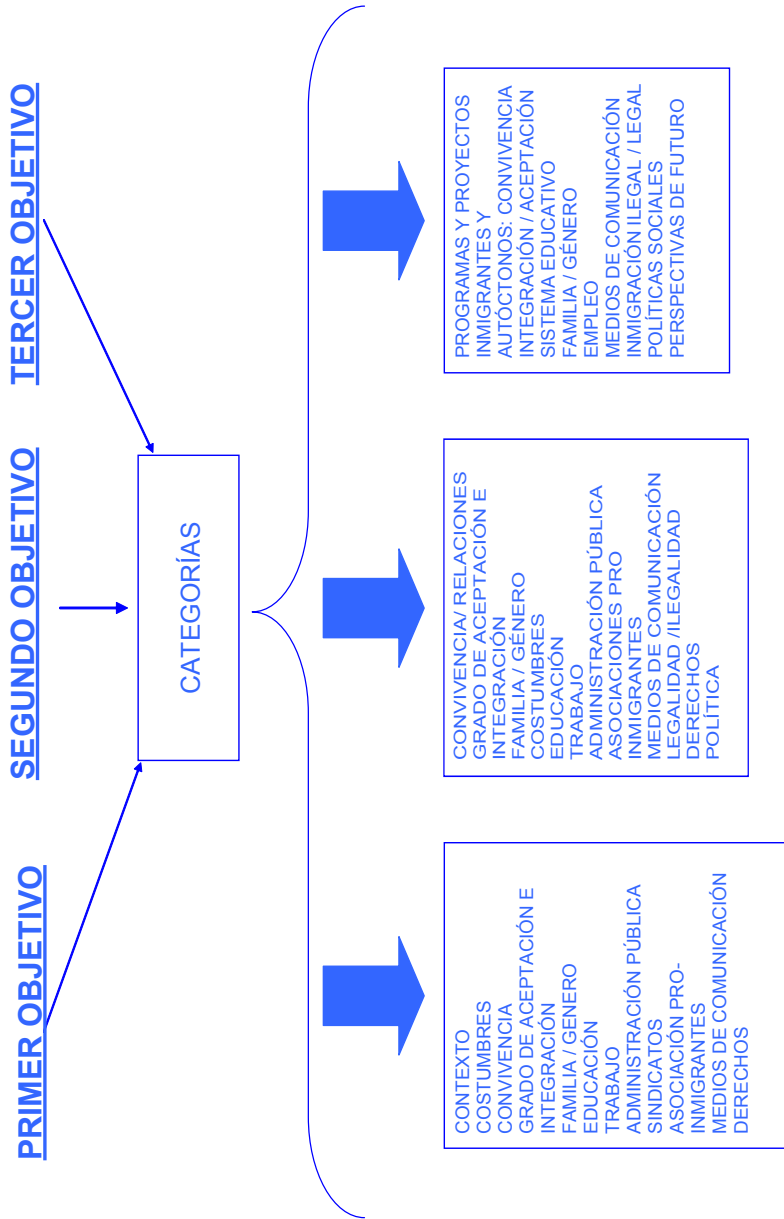 PRIMER OBJETIVO
SEGUNDO OBJETIVO
TERCER OBJETIVO
CATEGORÍAS
CONTEXTO
COSTUMBRES
CONVIVENCIA
GRADO DE ACEPTACIÓN E
INTEGRACIÓN
FAMILIA / GENERO
EDUCACIÓN
TRABAJO
ADMINISTRACIÓN PÚBLICA
SINDICATOS
ASOCIACIÓN PRO-
INMIGRANTES
MEDIOS DE COMUNICACIÓN
DERECHOS
CONVIVENCIA/ RELACIONES
GRADO DE ACEPTACIÓN E
INTEGRACIÓN
FAMILIA / GÉNERO
COSTUMBRES
EDUCACIÓN
TRABAJO
ADMINISTRACIÓN PÚBLICA
ASOCIACIONES PRO
INMIGRANTES
MEDIOS DE COMUNICACIÓN
LEGALIDAD /ILEGALIDAD
DERECHOS
POLÍTICA
PROGRAMAS Y PROYECTOS
INMIGRANTES Y
AUTÓCTONOS: CONVIVENCIA
INTEGRACIÓN / ACEPTACIÓN
SISTEMA EDUCATIVO
FAMILIA / GÉNERO
EMPLEO
MEDIOS DE COMUNICACIÓN
INMIGRACIÓN ILEGAL / LEGAL
POLÍTICAS SOCIALES
PERSPECTIVAS DE FUTURO